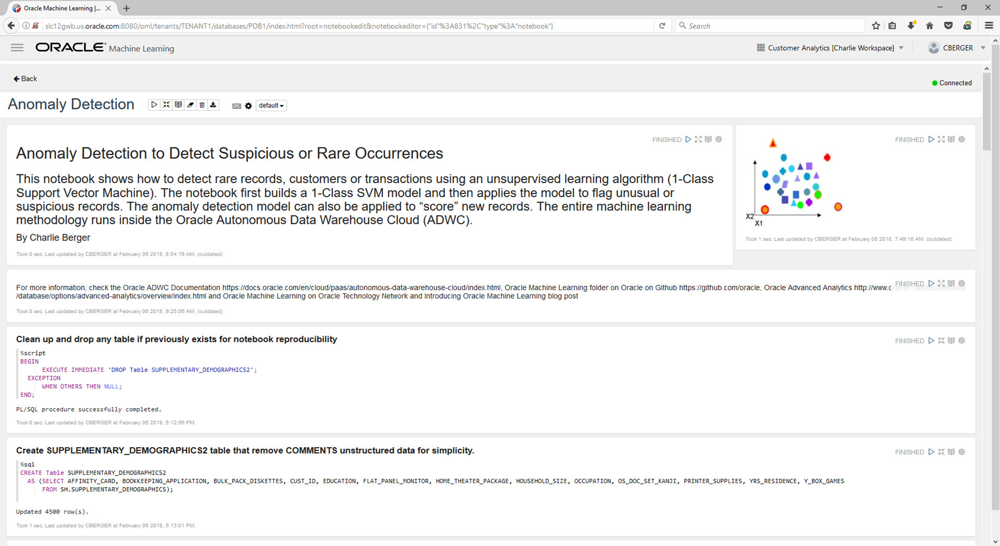 Oracle Machine Learning |...
slc12gwb.us.oracle.com:8080/oml/tenants/TENANT1/databases/PDB1/index.html?root=notebookedit&notebookeditor={"id"%3A831%2C"type"%3A"notebook"}
Search
ORACLE® Machine Learning
Customer Analytics [Charlie Workspace]
CBERGER
Back
Connected
Anomaly Detection
default
FINISHED
Anomaly Detection to Detect Suspicious or Rare Occurrences
This notebook shows how to detect rare records, customers or transactions using an unsupervised learning algorithm (1-Class
Support Vector Machine). The notebook first builds a 1-Class SVM model and then applies the model to flag unusual or
suspicious records. The anomaly detection model can also be applied to “score” new records. The entire machine learning
methodology runs inside the Oracle Autonomous Data Warehouse Cloud (ADWC).
By Charlie Berger
Took 0 sec. Last updated by CBERGER at February 06 2018, 8:54:19 AM. (outdated)
FINISHED
X2
X1
Took 1 sec. Last updated by CBERGER at February 06 2018, 7:49:16 AM. (outdated)
FINISHED
For more information, check the Oracle ADWC Documentation https://docs.oracle.com/en/cloud/paas/autonomous-data-warehouse-cloud/index.html, Oracle Machine Learning folder on Oracle on Github https://github.com/oracle, Oracle Advanced Analytics http://www.oracle.com/technetwork
/database/options/advanced-analytics/overview/index.html and Oracle Machine Learning on Oracle Technology Network and Introducing Oracle Machine Learning blog post
Took 0 sec. Last updated by CBERGER at February 06 2018, 9:25:06 AM. (outdated)
Clean up and drop any table if previously exists for notebook reproducibility
FINISHED
%script
BEGIN
EXECUTE IMMEDIATE 'DROP Table SUPPLEMENTARY_DEMOGRAPHICS2';
EXCEPTION
WHEN OTHERS THEN NULL;
END;
PL/SQL procedure successfully completed.
Took 0 sec. Last updated by CBERGER at February 06 2018, 5:12:56 PM.
Create SUPPLEMENTARY_DEMOGRAPHICS2 table that remove COMMENTS unstructured data for simplicity.
FINISHED
%sql
CREATE Table SUPPLEMENTARY_DEMOGRAPHICS2
AS (SELECT AFFINITY_CARD, BOOKKEEPING_APPLICATION, BULK_PACK_DISKETTES, CUST_ID, EDUCATION, FLAT_PANEL_MONITOR, HOME_THEATER_PACKAGE, HOUSEHOLD_SIZE, OCCUPATION, OS_DOC_SET_KANJI, PRINTER_SUPPLIES, YRS_RESIDENCE, Y_BOX_GAMES
FROM SH.SUPPLEMENTARY_DEMOGRAPHICS);
Updated 4500 row(s).
Took 1 sec. Last updated by CBERGER at February 06 2018, 5:13:01 PM.